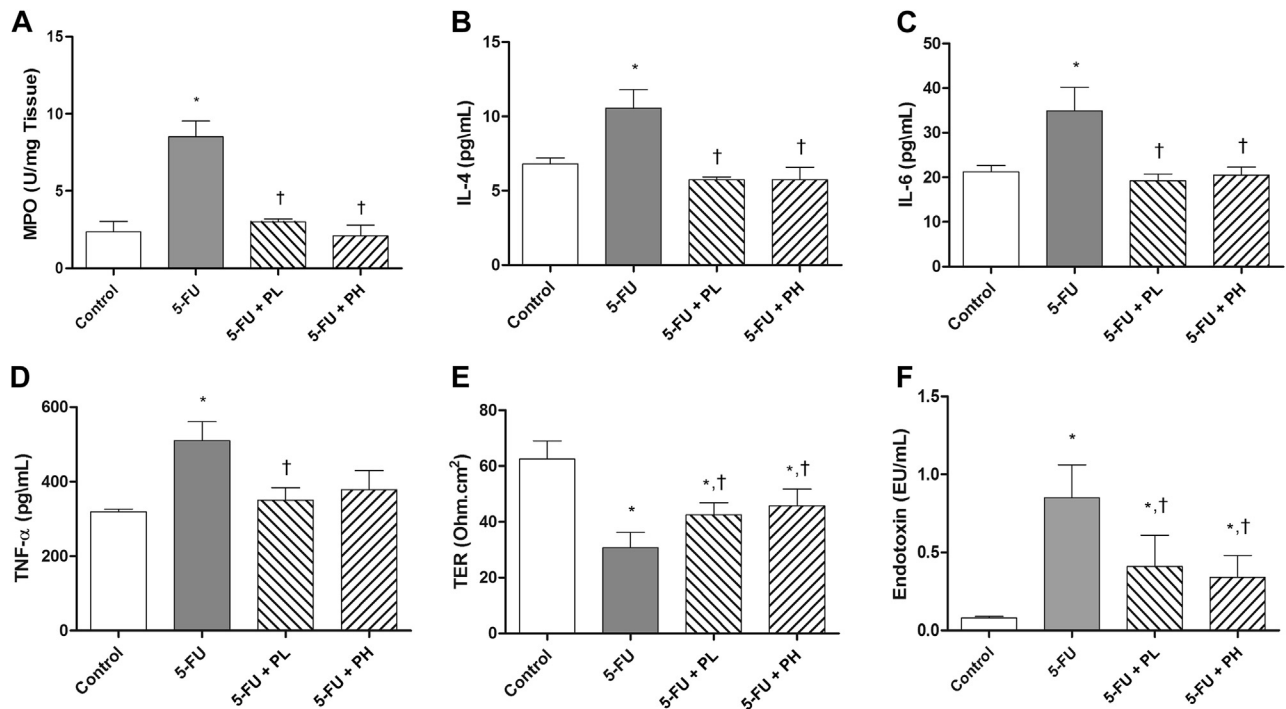 A
MPO (U/mg Tissue)
15
10
5
0
*
†
†
Control
5-FU
5-FU + PL
5-FU + PH
B
IL-4 (pg\mL)
15
10
5
0
*
†
†
Control
5-FU
5-FU + PL
5-FU + PH
C
IL-6 (pg\mL)
50
40
30
20
10
0
*
†
†
Control
5-FU
5-FU + PL
5-FU + PH
D
TNF-α (pg\mL)
600
400
200
0
*
†
Control
5-FU
5-FU + PL
5-FU + PH
E
TER (Ohm.cm²)
80
60
40
20
0
*
*,†
*,†
Control
5-FU
5-FU + PL
5-FU + PH
F
Endotoxin (EU/mL)
1.5
1.0
0.5
0.0
*
*,†
*,†
Control
5-FU
5-FU + PL
5-FU + PH